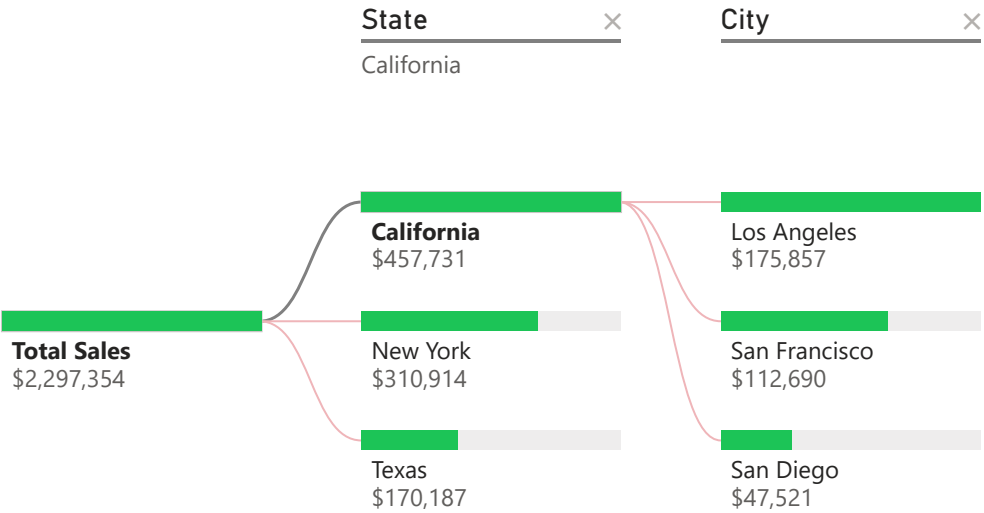 State
City
California
California
$457,731
Los Angeles
$175,857
Total Sales
$2,297,354
New York
$310,914
San Francisco
$112,690
Texas
$170,187
San Diego
$47,521